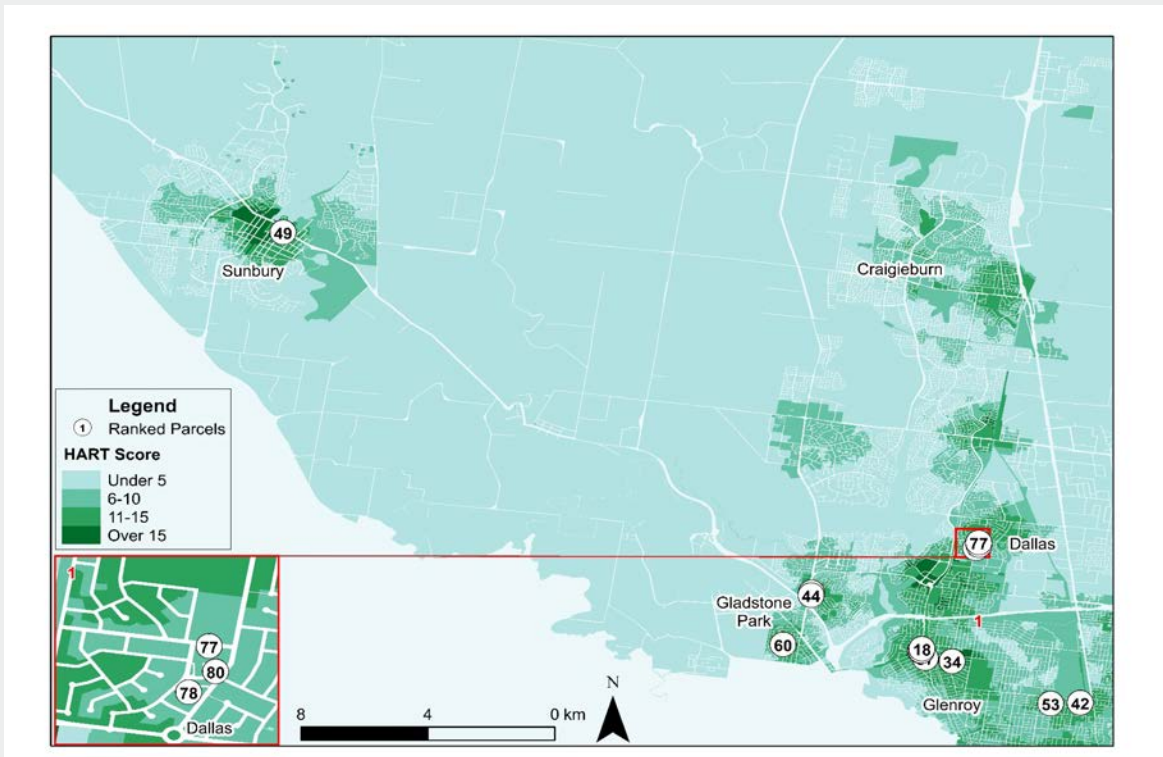 49
Sunbury
Craigieburn
Legend
1 Ranked Parcels
HART Score
Under 5
6-10
11-15
Over 15
77
Dallas
44
Gladstone
Park
1
60
18
34
Glenroy
53
42
1
77
80
78
Dallas
N
8 4 0 km